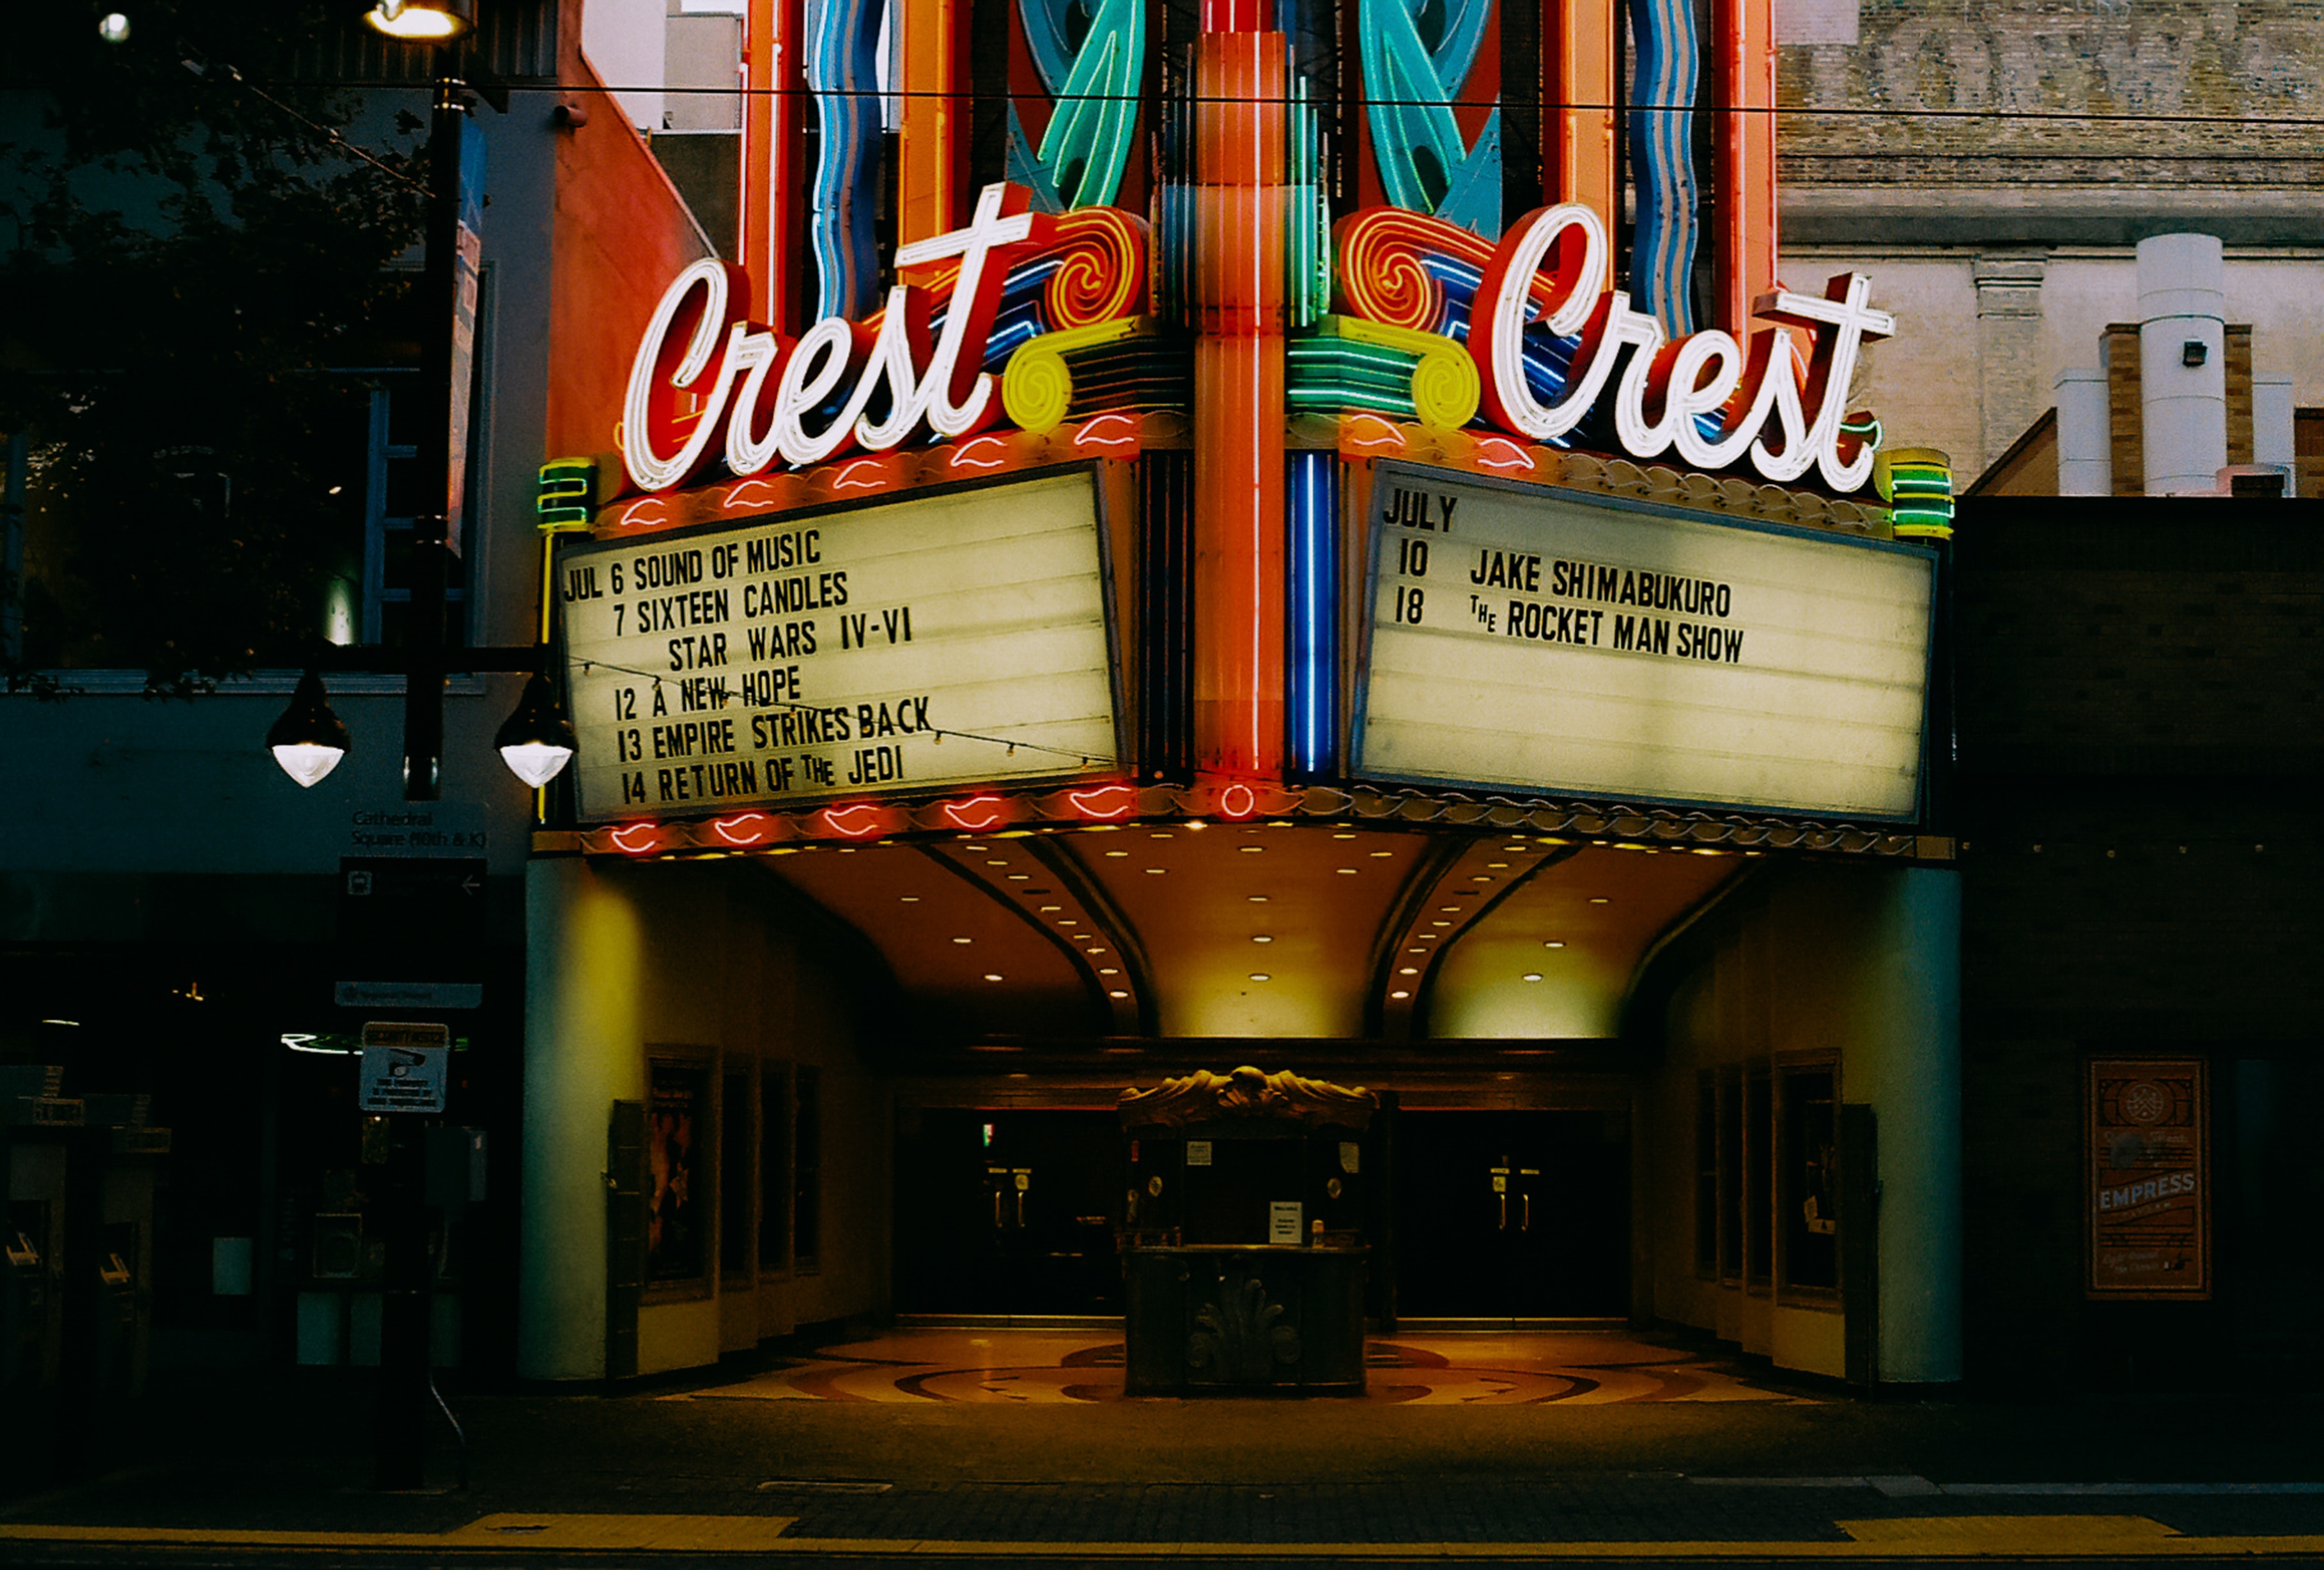 Crest
Crest
JUL 6 SOUND OF MUSIC
7 SIXTEEN CANDLES
STAR WARS IV-VI
12 A NEW HOPE
13 EMPIRE STRIKES BACK
14 RETURN OF THE JEDI
JULY
10 JAKE SHIMABUKURO
18 THE ROCKET MAN SHOW
Cathedral
Square (10th & K)
EMPRESS